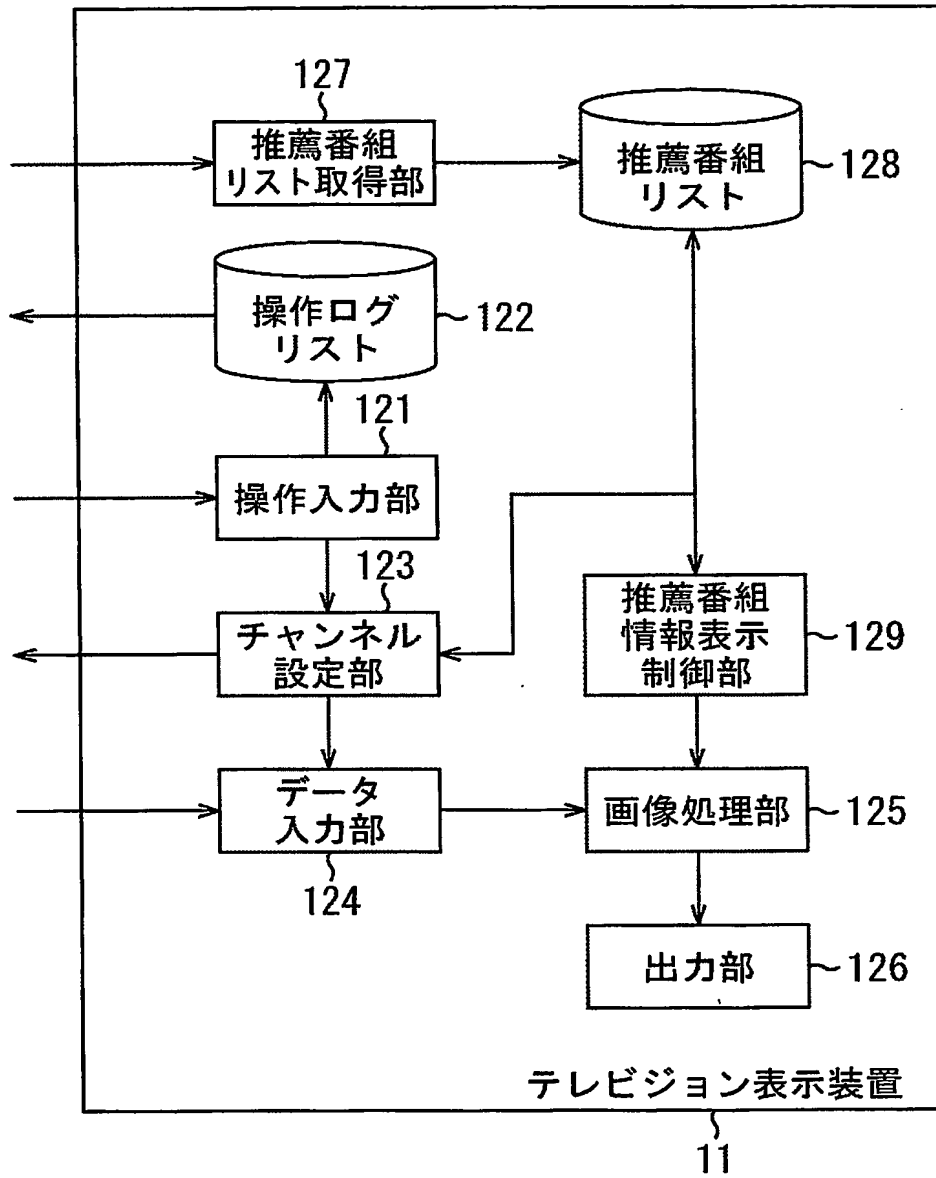 127
推薦番組
リスト取得部
推薦番組
リスト
128
操作ログ
リスト
122
121
操作入力部
123
チャンネル
設定部
推薦番組
情報表示
制御部
129
データ
入力部
124
画像処理部
125
出力部
126
テレビジョン表示装置
11